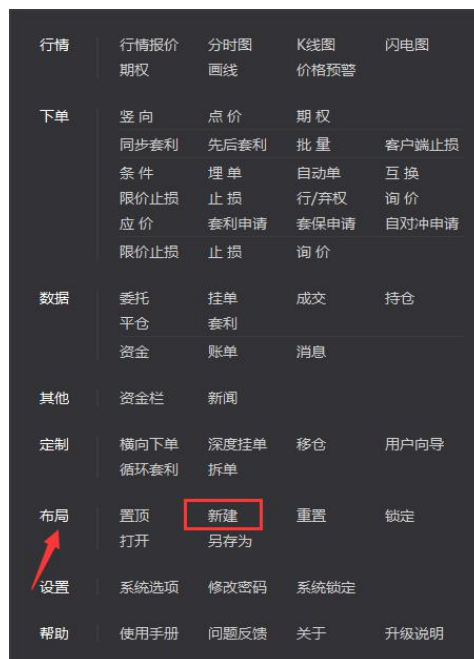 行情 行情报价 分时图 K线图 闪电图
期权 画线 价格预警
下单 竖向 点价 期权
同步套利 先后套利 批量 客户端止损
条件 埋单 自动单 互换
限价止损 止损 行/弃权 询价
应价 套利申请 套保申请 自对冲申请
限价止损 止损 询价
数据 委托 挂单 成交 持仓
平仓 套利
资金 账单 消息
其他 资金栏 新闻
定制 横向下单 深度挂单 移仓 用户向导
循环套利 拆单
布局 置顶 新建 重置 锁定
打开 另存为
设置 系统选项 修改密码 系统锁定
帮助 使用手册 问题反馈 关于 升级说明